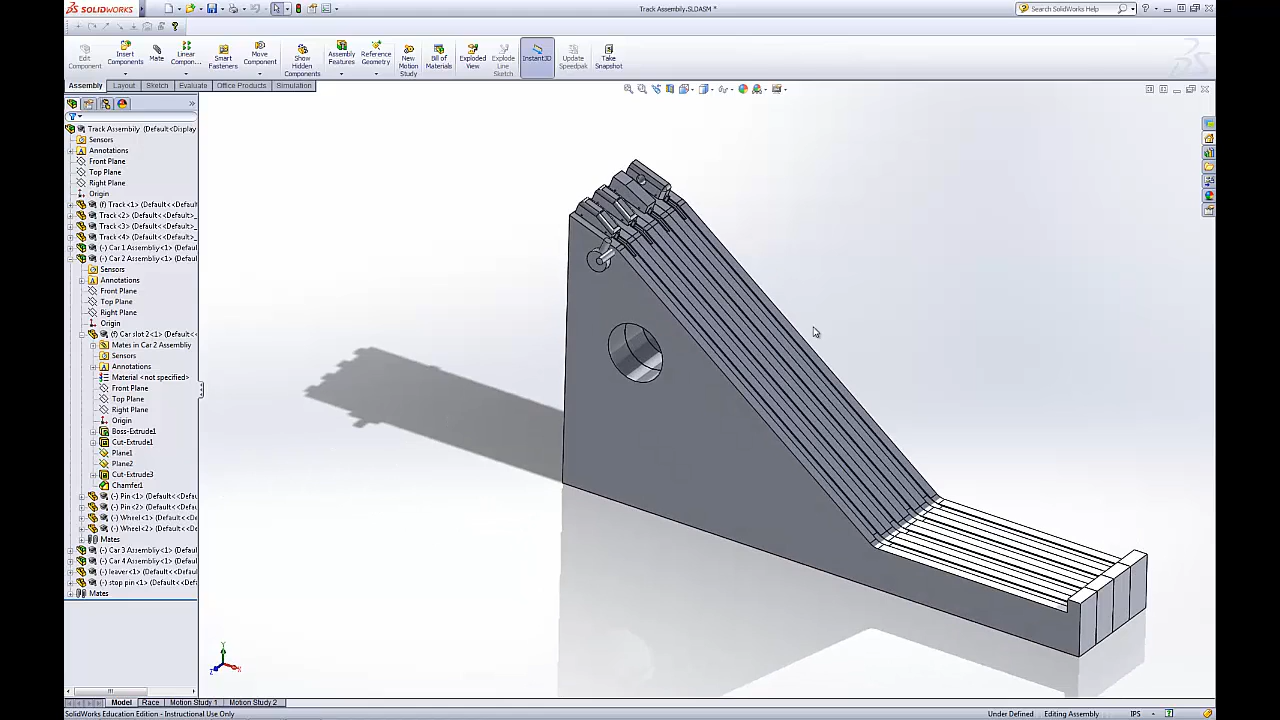 SOLIDWORKS
Track Assembly.SLDASM *
Search SolidWorks Help
Edit Component
Insert Components
Mate
Linear Compon...
Smart Fasteners
Move Component
Show Hidden Components
Assembly Features
Reference Geometry
New Motion Study
Bill of Materials
Exploded View
Explode Line Sketch
Instant3D
Update Speedpak
Take Snapshot
Assembly Layout Sketch Evaluate Office Products Simulation
Track Assembly (Default<Display
Sensors
Annotations
Front Plane
Top Plane
Right Plane
Origin
(f) Track<1> (Default<<Defaul
Track<2> (Default<<Default>_
Track<3> (Default<<Default>_
Track<4> (Default<<Default>_
(-) Car 1 Assembliy<1> (Defaul
(-) Car 2 Assembliy<1> (Defaul
Sensors
Annotations
Front Plane
Top Plane
Right Plane
Origin
(f) Car slot 2<1> (Default<<
Mates in Car 2 Assembliy
Sensors
Annotations
Material <not specified>
Front Plane
Top Plane
Right Plane
Origin
Boss-Extrude1
Cut-Extrude1
Plane1
Plane2
Cut-Extrude3
Chamfer1
(-) Pin<1> (Default<<Defau
(-) Pin<2> (Default<<Defau
(-) Wheel<1> (Default<<De
(-) Wheel<2> (Default<<De
Mates
(-) Car 3 Assembly<1> (Default
(-) Car 4 Assembly<1> (Default
(-) leaver<1> (Default<<Defaul
(-) stop pin<1> (Default<<Defa
Mates
Y
X
Z
Model Race Motion Study 1 Motion Study 2
SolidWorks Education Edition - Instructional Use Only
Under Defined Editing Assembly IPS